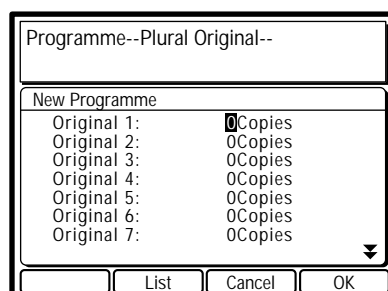 Programme--Plural Original--
New Programme
Original 1: 0Copies
Original 2: 0Copies
Original 3: 0Copies
Original 4: 0Copies
Original 5: 0Copies
Original 6: 0Copies
Original 7: 0Copies
List Cancel OK